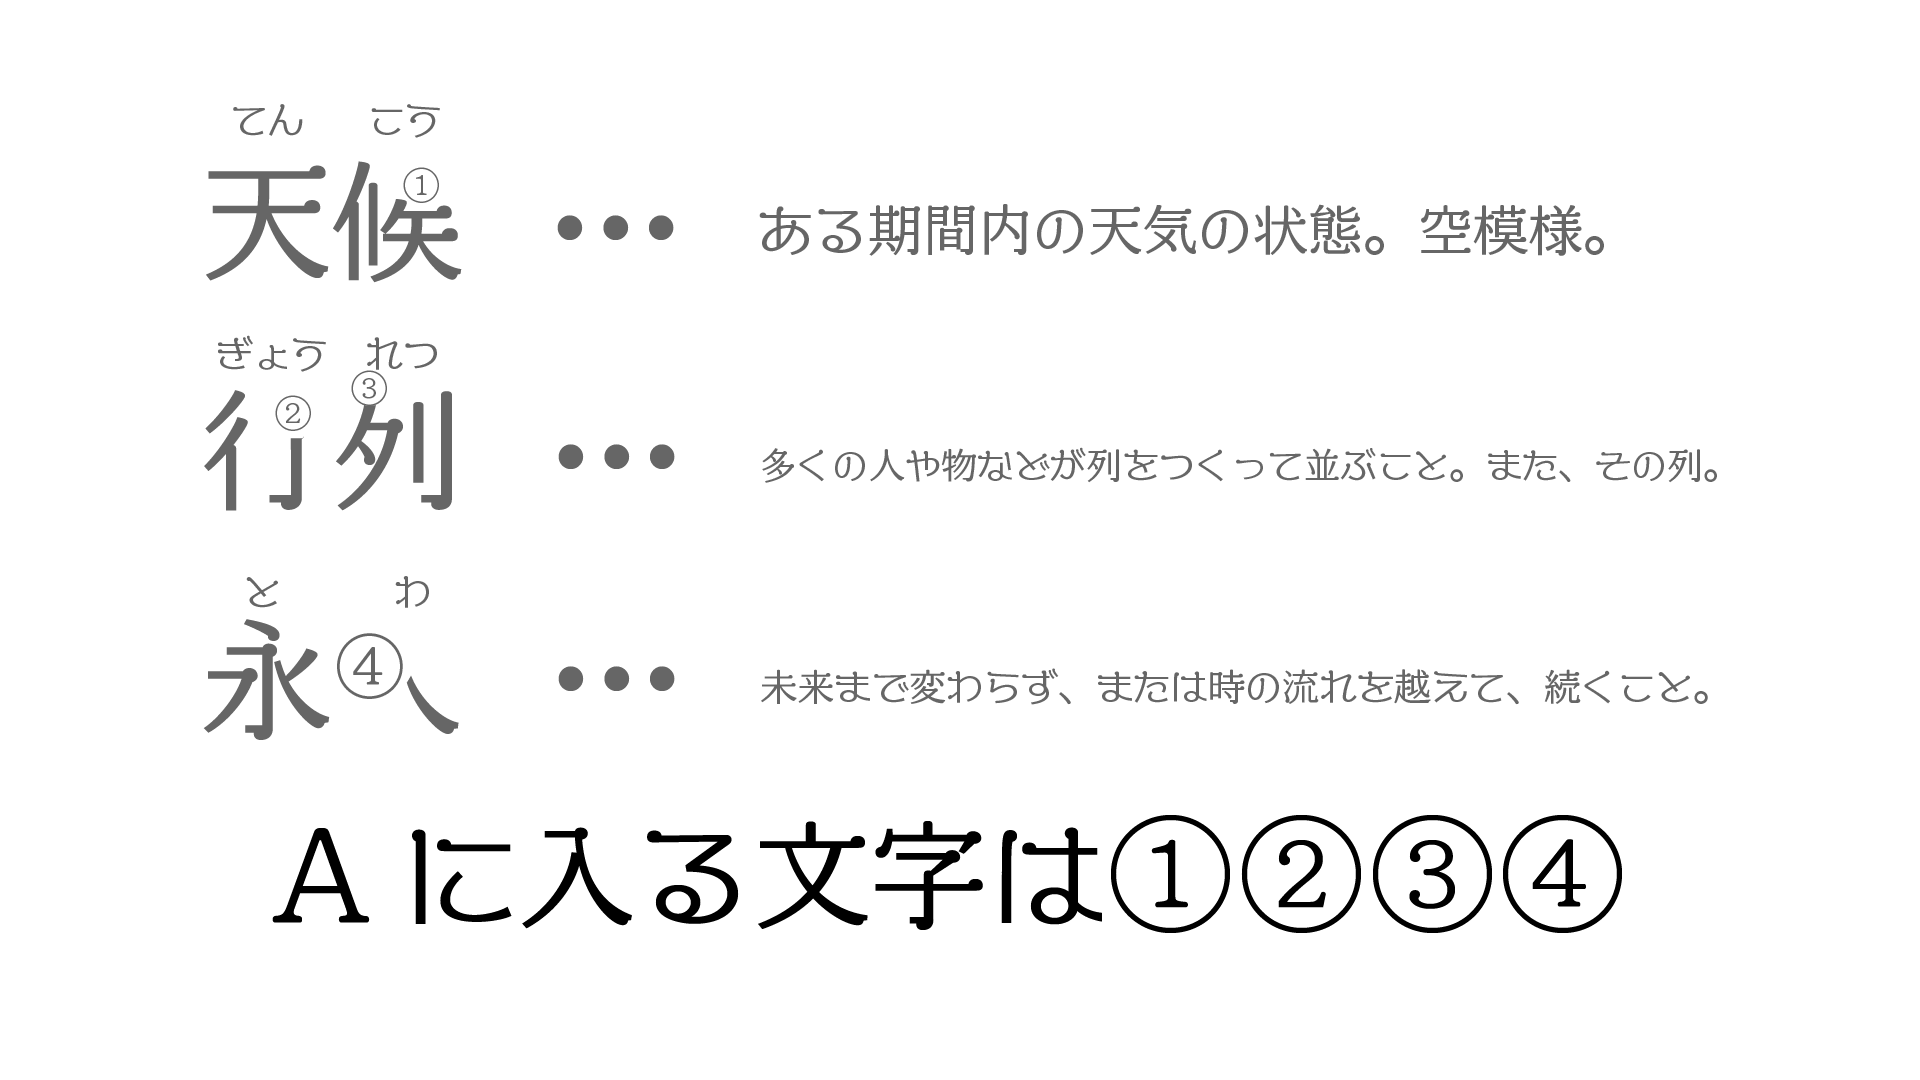 てん こう
天候 ① ••• ある期間内の天気の状態。空模様。
ぎょう れつ
行列 ② ③ ••• 多くの人や物などが列をつくって並ぶこと。また、その列。
と わ
永④ ••• 未来まで変わらず、または時の流れを越えて、続くこと。
Aに入る文字は①②③④